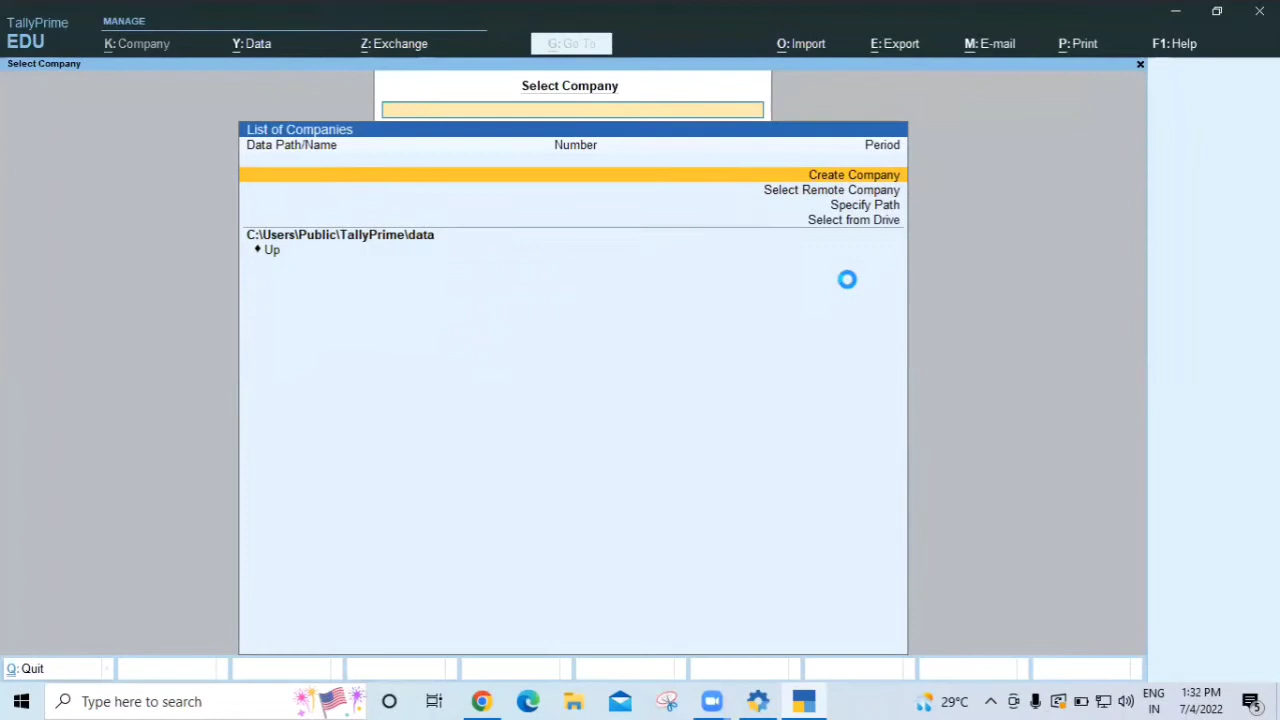 TallyPrime
EDU
MANAGE
K: Company
Y: Data
Z: Exchange
G: Go To
O: Import
E: Export
M: E-mail
P: Print
F1: Help
Select Company
×
Select Company
List of Companies
Data Path/Name Number Period
Create Company
Select Remote Company
Specify Path
Select from Drive
C:\Users\Public\TallyPrime\data
♦ Up
Q: Quit
Type here to search
29°C
ENG
IN
1:32 PM
7/4/2022
5